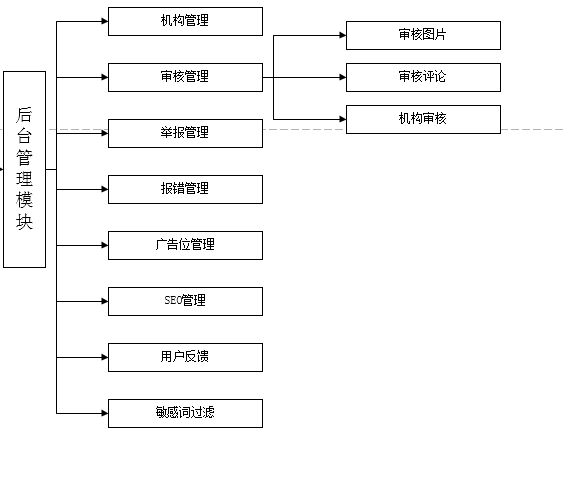 后台管理模块
机构管理
审核管理
举报管理
报错管理
广告位管理
SEO管理
用户反馈
敏感词过滤
审核图片
审核评论
机构审核